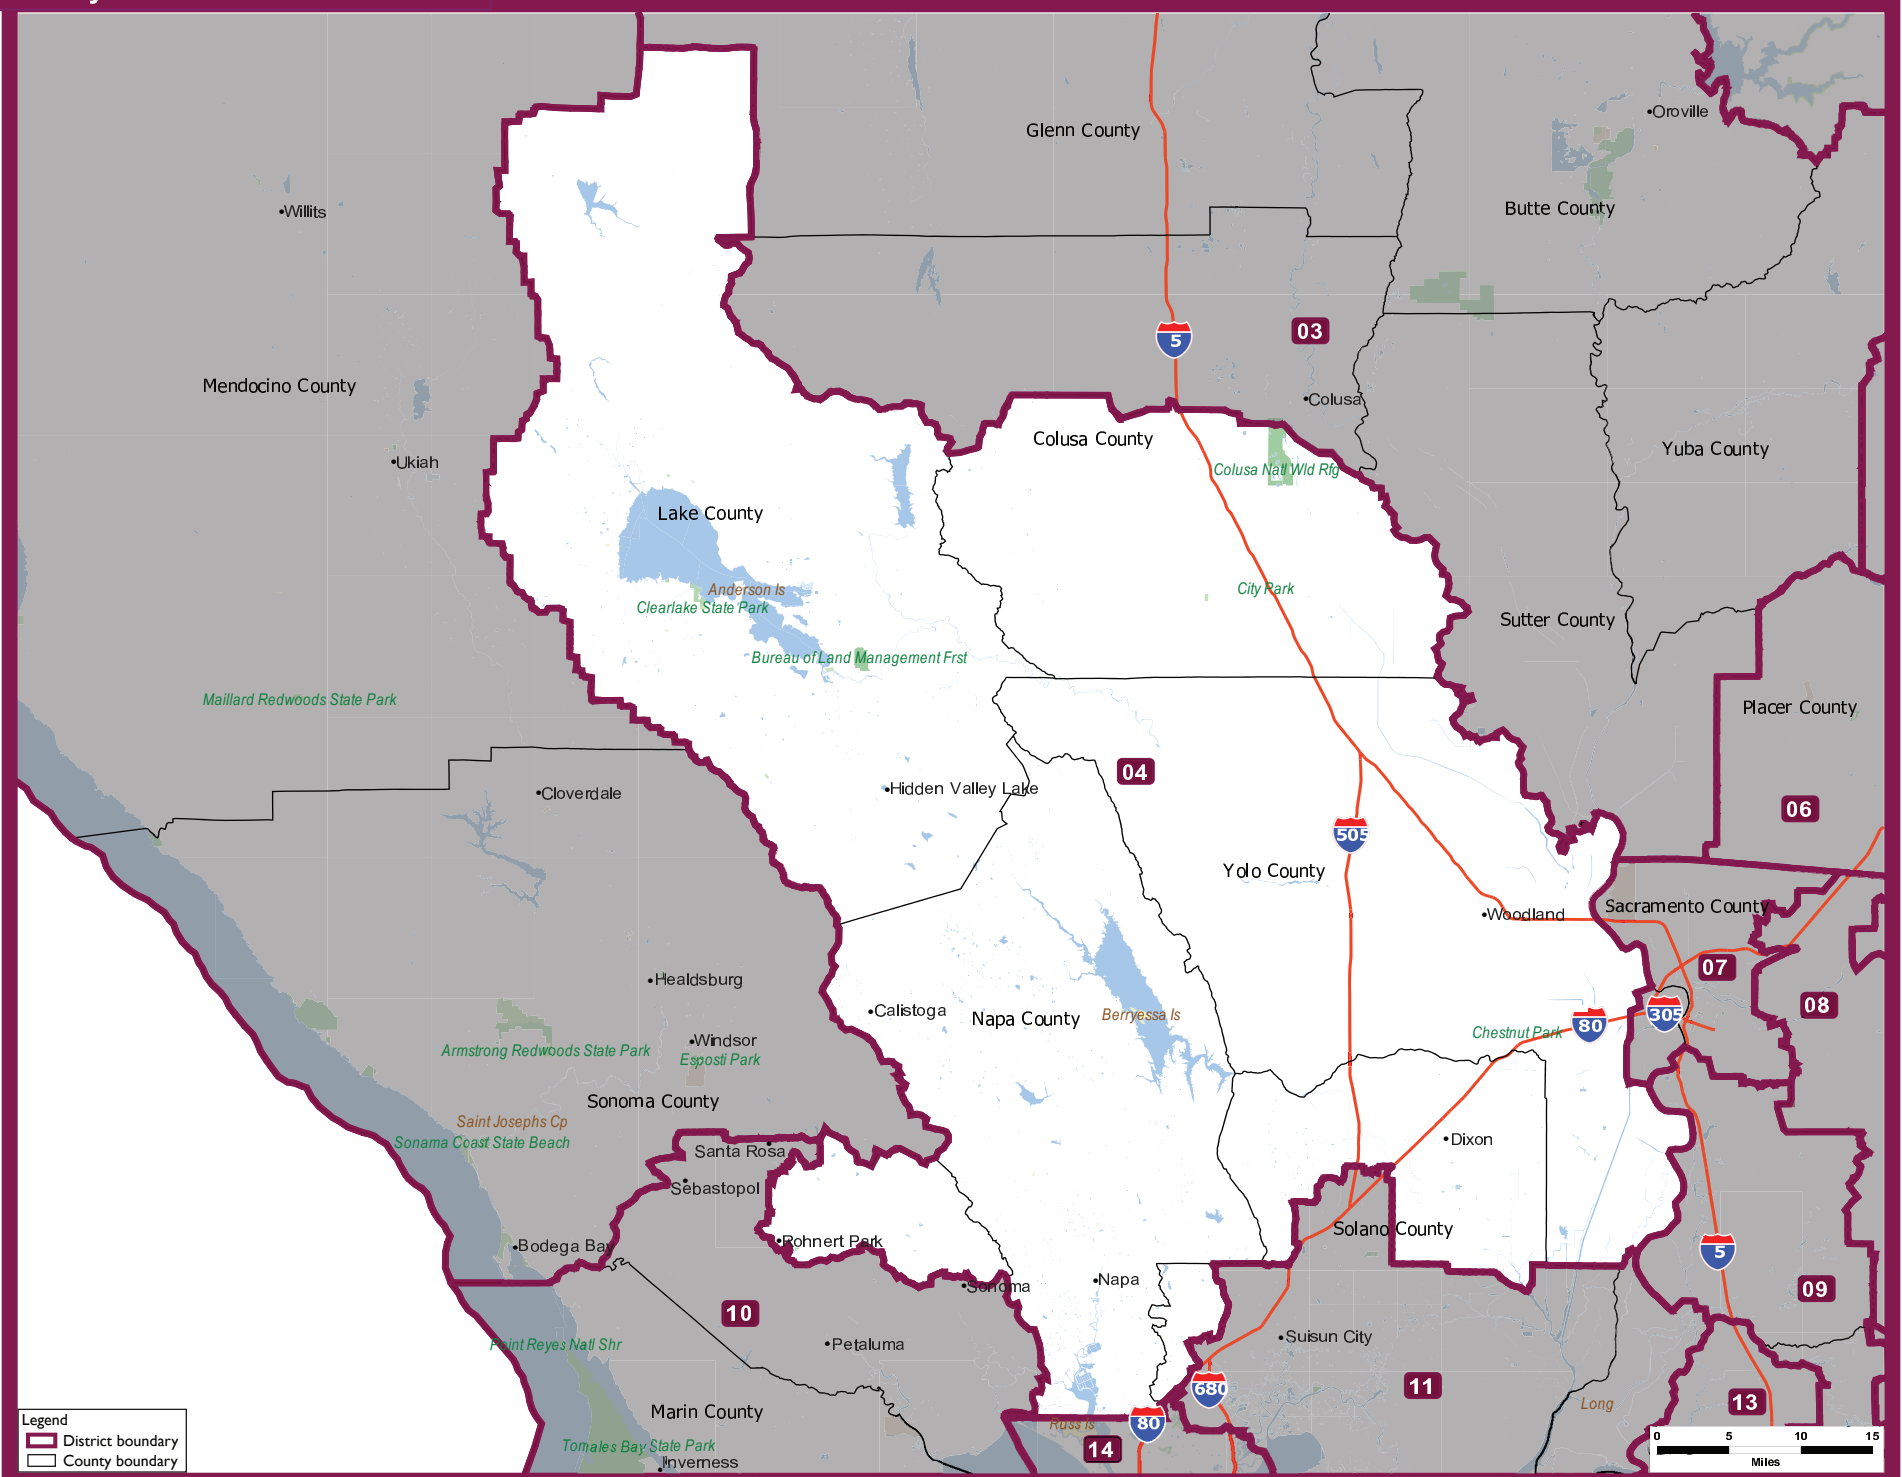 Oroville
Glenn County
Butte County
Willits
5
03
Mendocino County
Colusa
Colusa County
Yuba County
Ukiah
Colusa Natl Wld Rfg
Lake County
Anderson Is
City Park
Clearlake State Park
Sutter County
Bureau of Land Management Frst
Maillard Redwoods State Park
Placer County
04
Hidden Valley Lake
Cloverdale
06
505
Yolo County
Sacramento County
Woodland
07
Healdsburg
08
Calistoga
Napa County
Berryessa Is
305
80
Chestnut Park
Windsor
Armstrong Redwoods State Park
Esposti Park
Sonoma County
Saint Josephs Cp
Sonama Coast State Beach
Dixon
Santa Rosa
Sebastopol
Solano County
Rohnert Park
Bodega Bay
5
Napa
Sonoma
09
10
Suisun City
Point Reyes Natl Shr
Petaluma
11
680
13
Long
Marin County
Russ Is
80
14
Tomales Bay State Park
Inverness
Legend
District boundary
County boundary
0 5 10 15
Miles